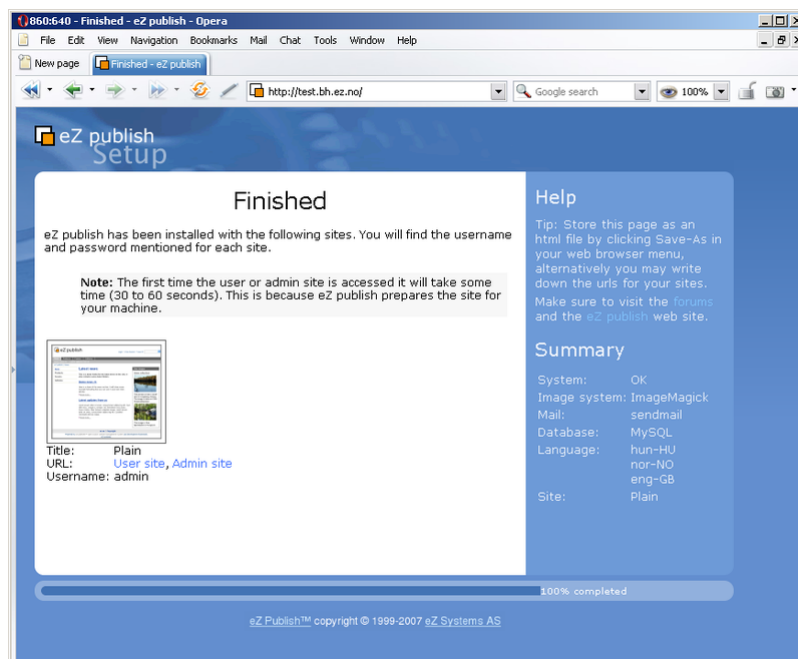 860:640 - Finished - eZ publish - Opera
File Edit View Navigation Bookmarks Mail Chat Tools Window Help
New page Finished - eZ publish
http://test.bh.ez.no/ Google search 100%
eZ publish
Setup
Finished
eZ publish has been installed with the following sites. You will find the username
and password mentioned for each site.
Note: The first time the user or admin site is accessed it will take some
time (30 to 60 seconds). This is because eZ publish prepares the site for
your machine.
eZ publish
Latest news
Title: Plain
URL: User site, Admin site
Username: admin
Help
Tip: Store this page as an
html file by clicking Save-As in
your web browser menu,
alternatively you may write
down the urls for your sites.
Make sure to visit the forums
and the eZ publish web site.
Summary
System: OK
Image system: ImageMagick
Mail: sendmail
Database: MySQL
Language: hun-HU
nor-NO
eng-GB
Site: Plain
100% completed
eZ Publish™ copyright © 1999-2007 eZ Systems AS